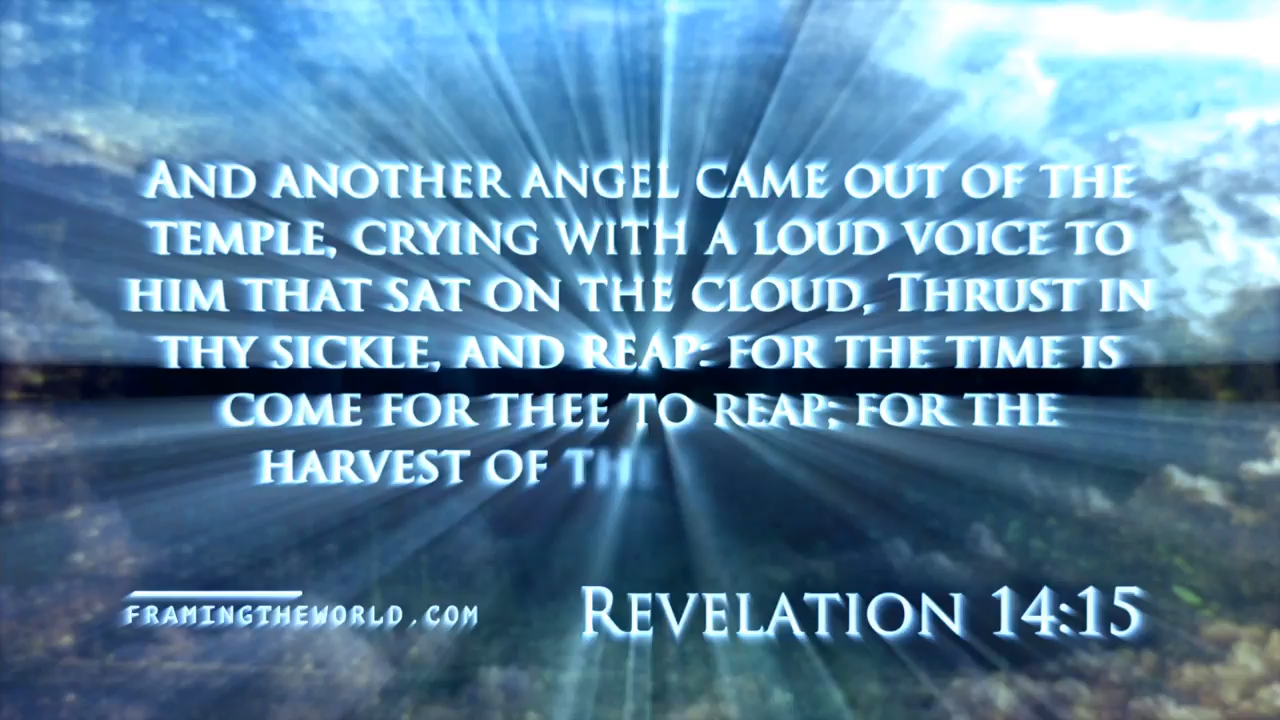 And another angel came out of the
temple, crying with a loud voice to
him that sat on the cloud, Thrust in
thy sickle, and reap: for the time is
come for thee to reap; for the
harvest of
framingtheworld.com
Revelation 14:15